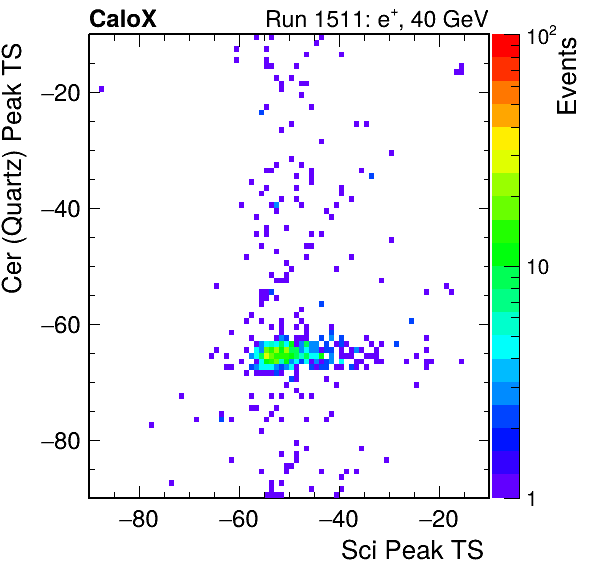 CaloX Run 1511: e⁺, 40 GeV
Cer (Quartz) Peak TS
−20
−40
−60
−80
−80 −60 −40 −20
Sci Peak TS
10²
10
1
Events